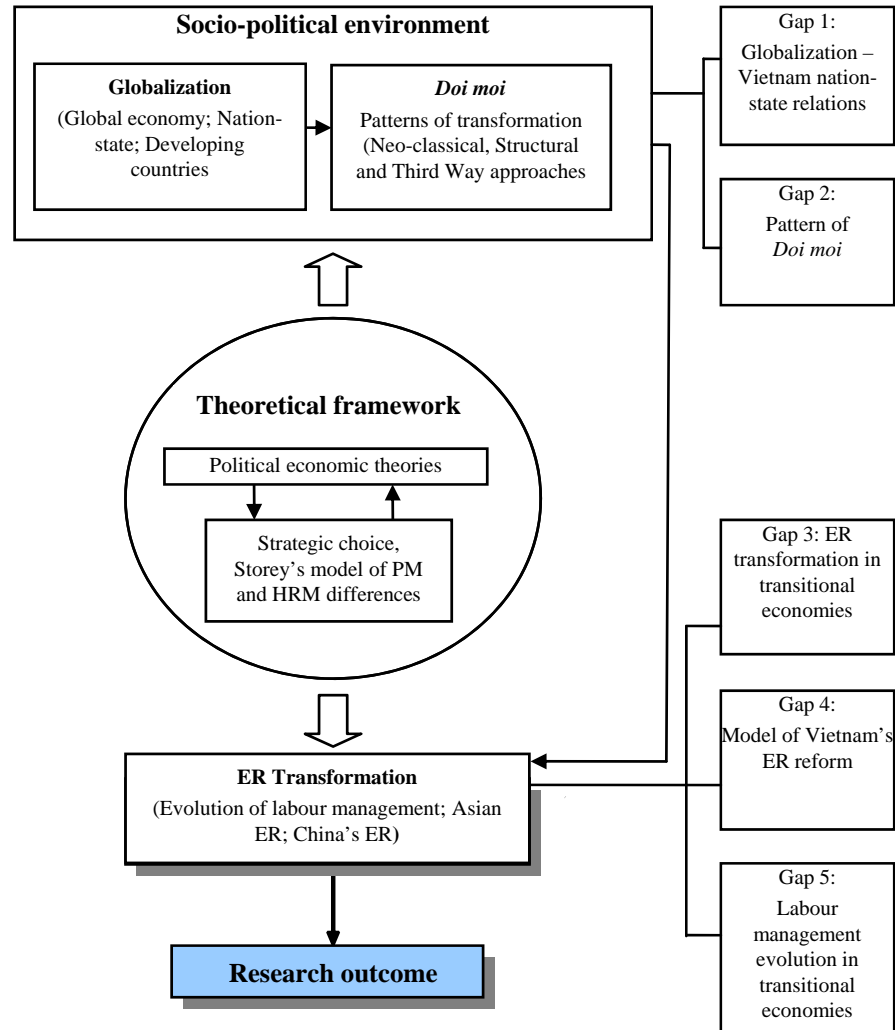 Socio-political environment
Globalization
(Global economy; Nation-
state; Developing
countries
Doi moi
Patterns of transformation
(Neo-classical, Structural
and Third Way approaches
Gap 1:
Globalization –
Vietnam nation-
state relations
Gap 2:
Pattern of
Doi moi
Theoretical framework
Political economic theories
Strategic choice,
Storey's model of PM
and HRM differences
Gap 3: ER
transformation in
transitional
economies
Gap 4:
Model of Vietnam's
ER reform
ER Transformation
(Evolution of labour management; Asian
ER; China's ER)
Gap 5:
Labour
management
evolution in
transitional
economies
Research outcome